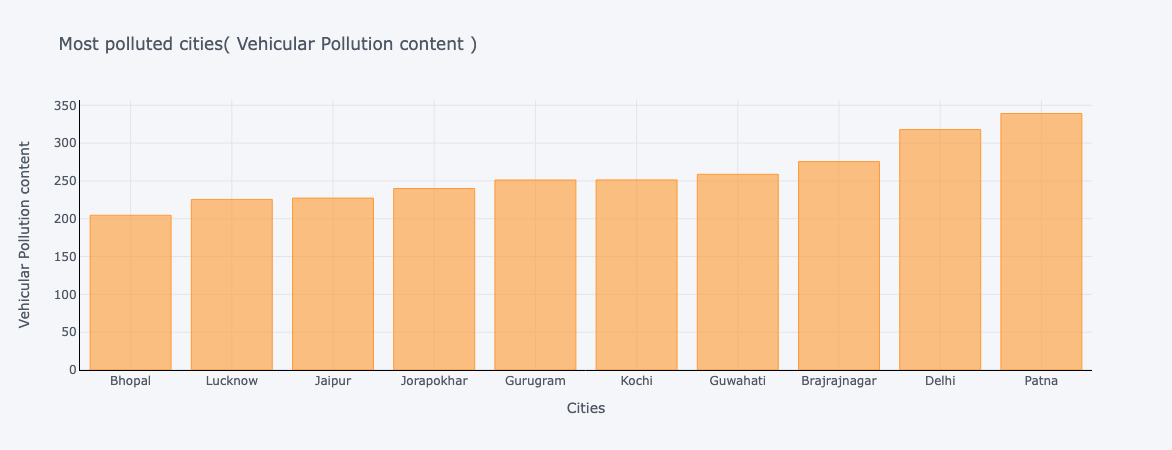 Most polluted cities( Vehicular Pollution content )
Vehicular Pollution content
350
300
250
200
150
100
50
0
Bhopal Lucknow Jaipur Jorapokhar Gurugram Kochi Guwahati Brajrajnagar Delhi Patna
Cities